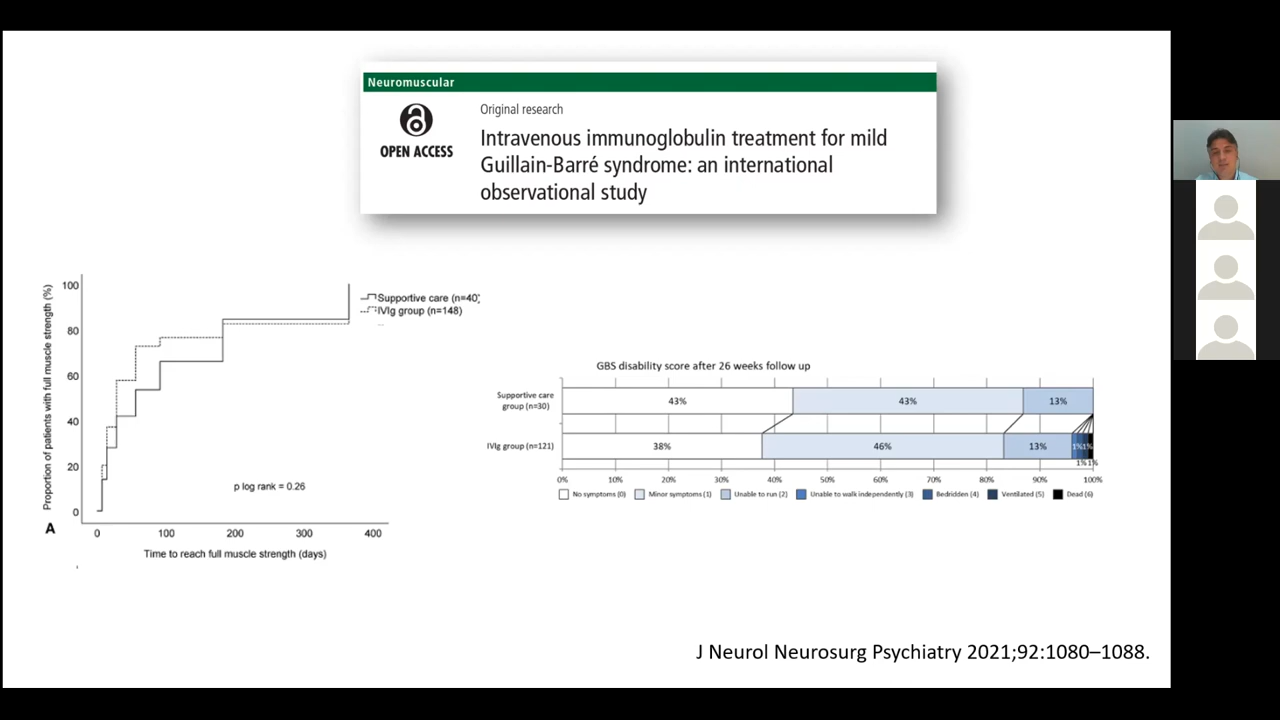 Neuromuscular
OPEN ACCESS
Original research
Intravenous immunoglobulin treatment for mild
Guillain-Barré syndrome: an international
observational study
Proportion of patients with full muscle strength (%)
100
80
60
40
20
0
Supportive care (n=40)
IVIg group (n=148)
p log rank = 0.26
A
0 100 200 300 400
Time to reach full muscle strength (days)
GBS disability score after 26 weeks follow up
Supportive care
group (n=30)
43% 43% 13%
IVIg group (n=121)
38% 46% 13% 1% 1%
1% 1%
0% 10% 20% 30% 40% 50% 60% 70% 80% 90% 100%
No symptoms (0) Minor symptoms (1) Unable to run (2) Unable to walk independently (3) Bedridden (4) Ventilated (5) Dead (6)
J Neurol Neurosurg Psychiatry 2021;92:1080–1088.